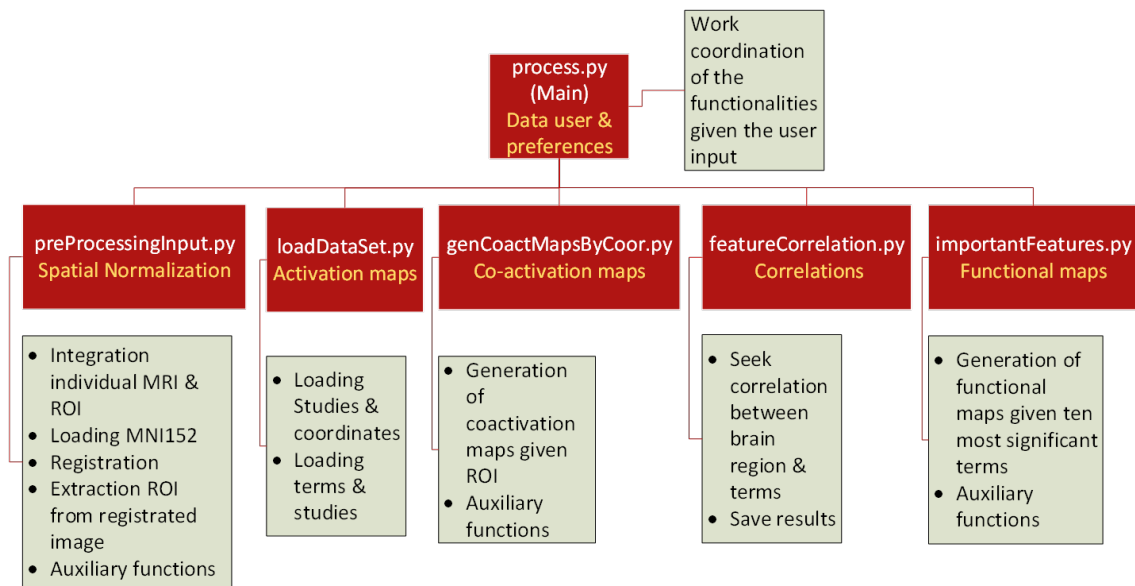 process.py
(Main)
Data user &
preferences
Work
coordination
of the
functionalities
given the user
input
preProcessingInput.py
Spatial Normalization
loadDataSet.py
Activation maps
genCoactMapsByCoor.py
Co-activation maps
featureCorrelation.py
Correlations
importantFeatures.py
Functional maps
• Integration
individual MRI &
ROI
• Loading MNI152
• Registration
• Extraction ROI
from registrated
image
• Auxiliary functions
• Loading
Studies &
coordinates
• Loading
terms &
studies
• Generation
of
coactivation
maps given
ROI
• Auxiliary
functions
• Seek
correlation
between
brain
region &
terms
• Save results
• Generation of
functional
maps given ten
most significant
terms
• Auxiliary
functions